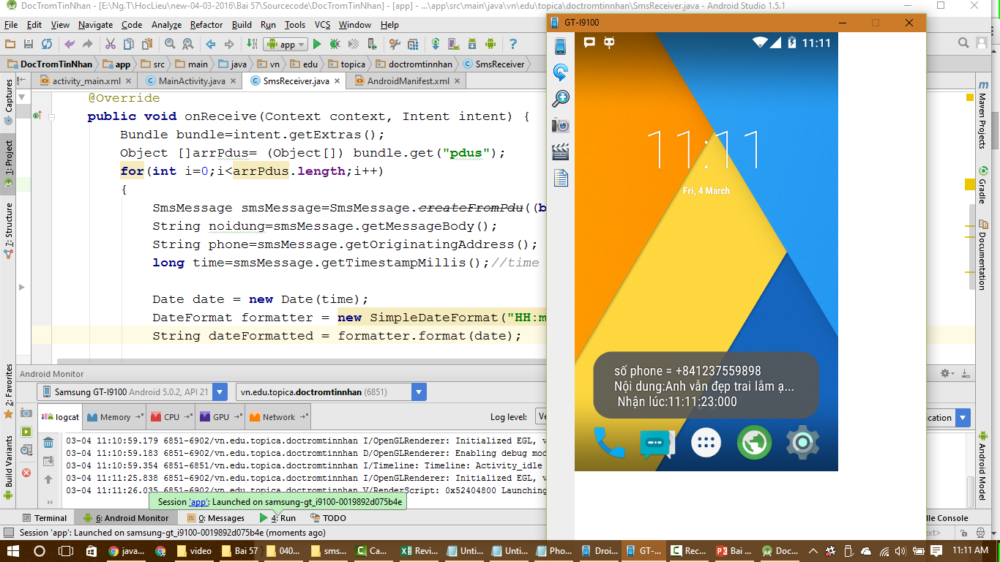 DocTromTinNhan - [E:\Ng.T\HocLieu\new-04-03-2016\Bai 57\Sourcecode\DocTromTinNhan] - [app] - ...\app\src\main\java\vn\edu\topica\doctromtinnhan\SmsReceiver.java - Android Studio 1.5.1
File Edit View Navigate Code Analyze Refactor Build Run Tools VCS Window Help
app
DocTromTinNhan app src main java vn edu topica doctromtinnhan SmsReceiver
activity_main.xml MainActivity.java SmsReceiver.java AndroidManifest.xml
@Override
public void onReceive(Context context, Intent intent) {
Bundle bundle=intent.getExtras();
Object []arrPdus= (Object[]) bundle.get("pdus");
for(int i=0;i<arrPdus.length;i++)
{
SmsMessage smsMessage=SmsMessage.createFromPdu((b
String noidung=smsMessage.getMessageBody();
String phone=smsMessage.getOriginatingAddress();
long time=smsMessage.getTimestampMillis();//time
Date date = new Date(time);
DateFormat formatter = new SimpleDateFormat("HH:m
String dateFormatted = formatter.format(date);
Captures
1: Project
7: Structure
2: Favorites
Build Variants
Android Monitor
Samsung GT-I9100 Android 5.0.2, API 21
vn.edu.topica.doctromtinnhan (6851)
logcat Memory CPU GPU Network Log level: Ve
03-04 11:10:59.179 6851-6902/vn.edu.topica.doctromtinnhan I/OpenGLRenderer: Initialized EGL, v
03-04 11:10:59.183 6851-6902/vn.edu.topica.doctromtinnhan D/OpenGLRenderer: Enabling debug mod
03-04 11:10:59.354 6851-6851/vn.edu.topica.doctromtinnhan I/Timeline: Timeline: Activity_idle
03-04 11:11:25.838 6851-6902/vn.edu.topica.doctromtinnhan I/OpenGLRenderer: Initialized EGL, v
03-04 11:11:26.035 6851-6902/vn.edu.topica.doctromtinnhan V/RenderScript: 0x52404800 Launching
Session 'app': Launched on samsung-gt_i9100-0019892d075b4e
Terminal 6: Android Monitor 0: Messages 4: Run TODO
Session 'app': Launched on samsung-gt_i9100-0019892d075b4e (moments ago)
GT-I9100
11:11
11:11
Fri, 4 March
số phone = +841237559898
Nội dung:Anh vẫn đẹp trai lắm ạ...
Nhận lúc:11:11:23:000
Maven Projects
Gradle
Documentation
Android Model
cation
dle Console
text>
java... video Bai 57 040... sms... Ca... Revi... Unti... Unti... Pho... Droi... GT-... Rec... Bai ... Doc...
11:11 AM